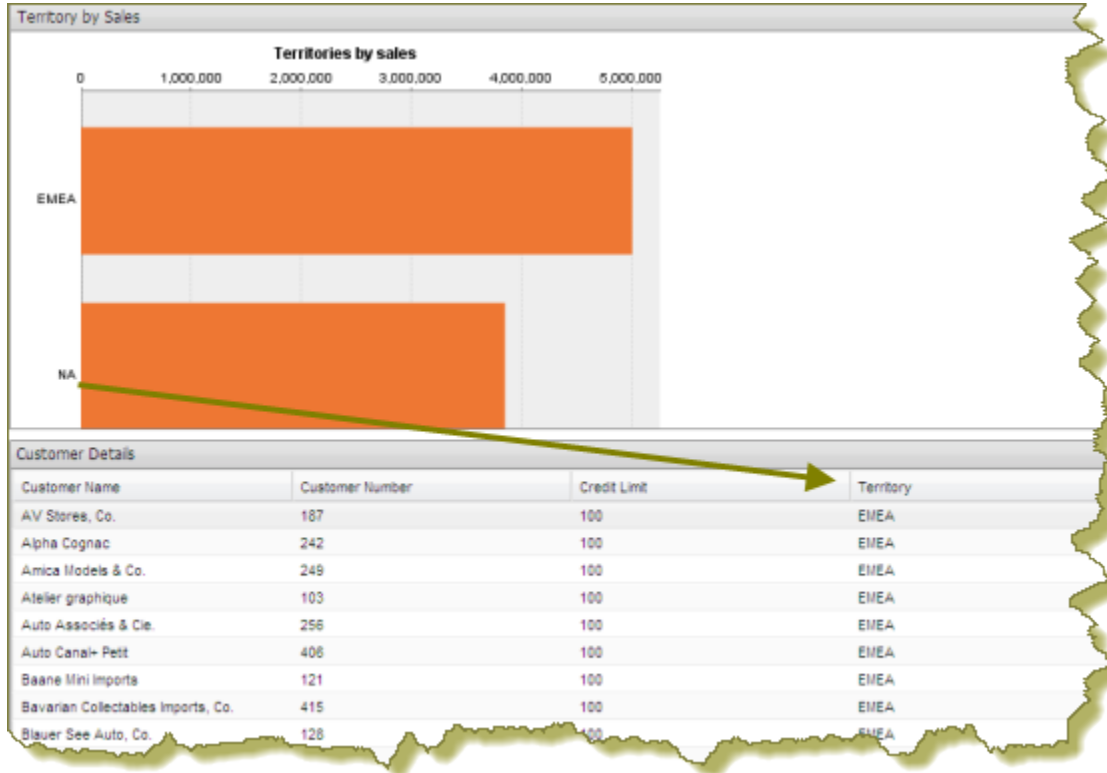 Territory by Sales
Territories by sales
0 1,000,000 2,000,000 3,000,000 4,000,000 5,000,000
EMEA
NA
Customer Details
Customer Name Customer Number Credit Limit Territory
AV Stores, Co. 187 100 EMEA
Alpha Cognac 242 100 EMEA
Amica Models & Co. 249 100 EMEA
Atelier graphique 103 100 EMEA
Auto Associés & Cie. 256 100 EMEA
Auto Canal+ Petit 406 100 EMEA
Baane Mini Imports 121 100 EMEA
Bavarian Collectables Imports, Co. 415 100 EMEA
Blauer See Auto, Co. 128 100 EMEA